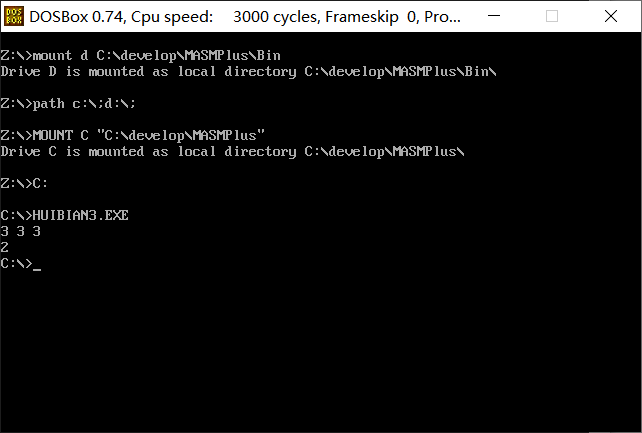 DOS BOX DOSBox 0.74, Cpu speed: 3000 cycles, Frameskip 0, Pro...
Z:\>mount d C:\develop\MASMPlus\Bin
Drive D is mounted as local directory C:\develop\MASMPlus\Bin\
Z:\>path c:\;d:\;
Z:\>MOUNT C "C:\develop\MASMPlus"
Drive C is mounted as local directory C:\develop\MASMPlus\
Z:\>C:
C:\>HUIBIAN3.EXE
3 3 3
2
C:\>_